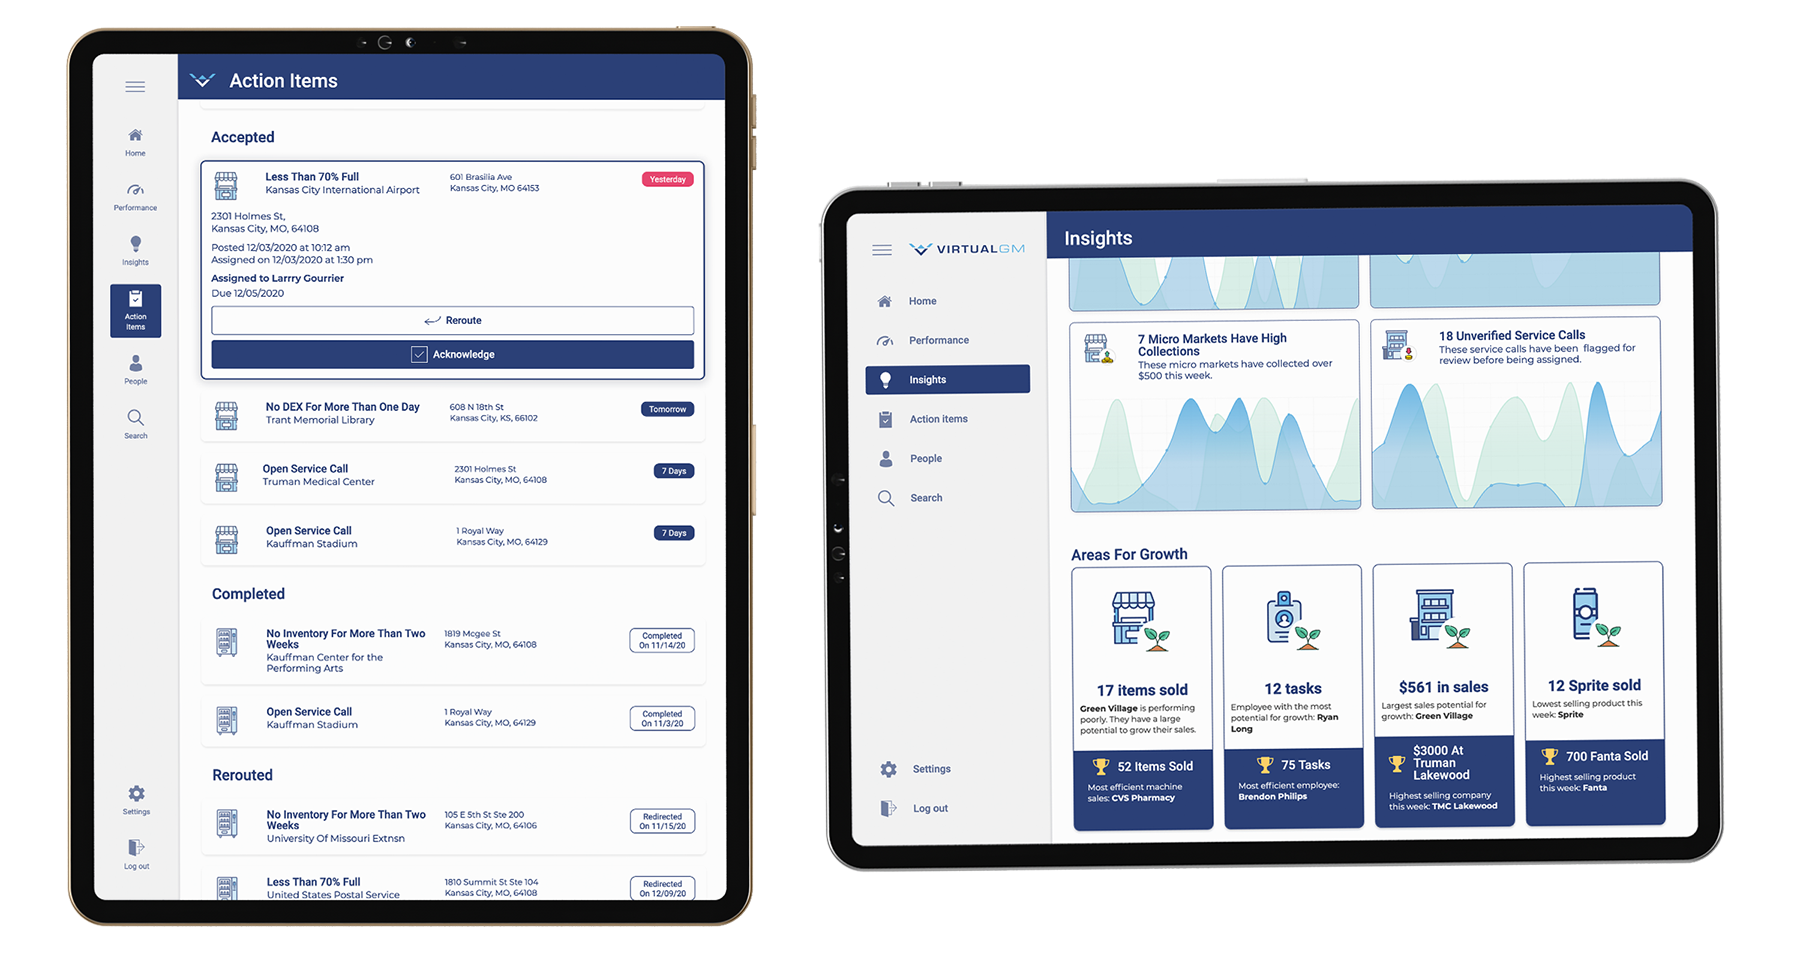 Action Items
Home
Performance
Insights
Action
Items
People
Search
Settings
Log out
Accepted
Less Than 70% Full
Kansas City International Airport
601 Brasilia Ave
Kansas City, MO 64153
Yesterday
2301 Holmes St,
Kansas City, MO, 64108
Posted 12/03/2020 at 10:12 am
Assigned on 12/03/2020 at 1:30 pm
Assigned to Larrry Gourrier
Due 12/05/2020
Reroute
Acknowledge
No DEX For More Than One Day
Trant Memorial Library
608 N 18th St
Kansas City, KS, 66102
Tomorrow
Open Service Call
Truman Medical Center
2301 Holmes St
Kansas City, MO, 64108
7 Days
Open Service Call
Kauffman Stadium
1 Royal Way
Kansas City, MO, 64129
7 Days
Completed
No Inventory For More Than Two
Weeks
Kauffman Center for the
Performing Arts
1819 Mcgee St
Kansas City, MO, 64108
Completed
On 11/14/20
Open Service Call
Kauffman Stadium
1 Royal Way
Kansas City, MO, 64129
Completed
On 11/3/20
Rerouted
No Inventory For More Than Two
Weeks
University Of Missouri Extnsn
105 E 5th St Ste 200
Kansas City, MO, 64106
Redirected
On 11/15/20
Less Than 70% Full
United States Postal Service
1810 Summit St Ste 104
Kansas City, MO, 64108
Redirected
On 12/09/20
VIRTUALGM
Home
Performance
Insights
Action items
People
Search
Settings
Log out
Insights
7 Micro Markets Have High
Collections
These micro markets have collected over
$500 this week.
18 Unverified Service Calls
These service calls have been flagged for
review before being assigned.
Areas For Growth
17 items sold
Green Village is performing
poorly. They have a large
potential to grow their sales.
52 Items Sold
Most efficient machine
sales: CVS Pharmacy
12 tasks
Employee with the most
potential for growth: Ryan
Long
75 Tasks
Most efficient employee:
Brendon Philips
$561 in sales
Largest sales potential for
growth: Green Village
$3000 At
Truman
Lakewood
Highest selling company
this week: TMC Lakewood
12 Sprite sold
Lowest selling product this
week: Sprite
700 Fanta Sold
Highest selling product
this week: Fanta